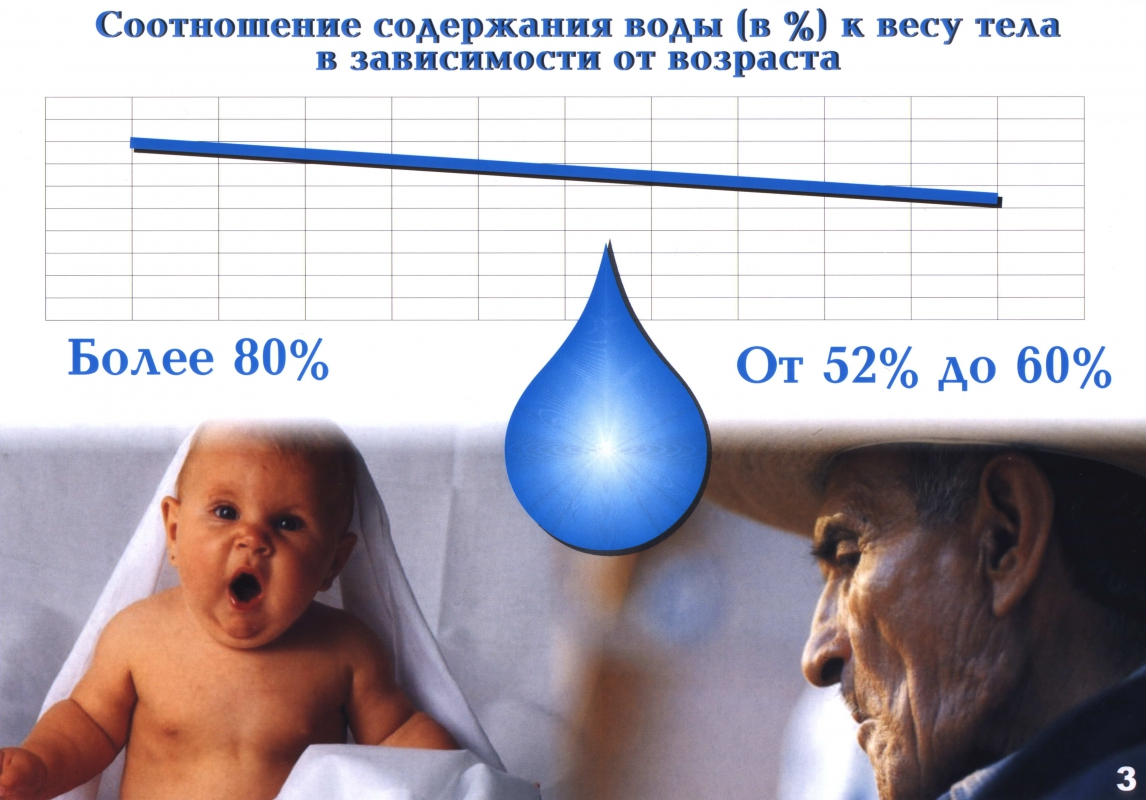 Соотношение содержания воды (в %) к весу тела
в зависимости от возраста
Более 80%
От 52% до 60%
3